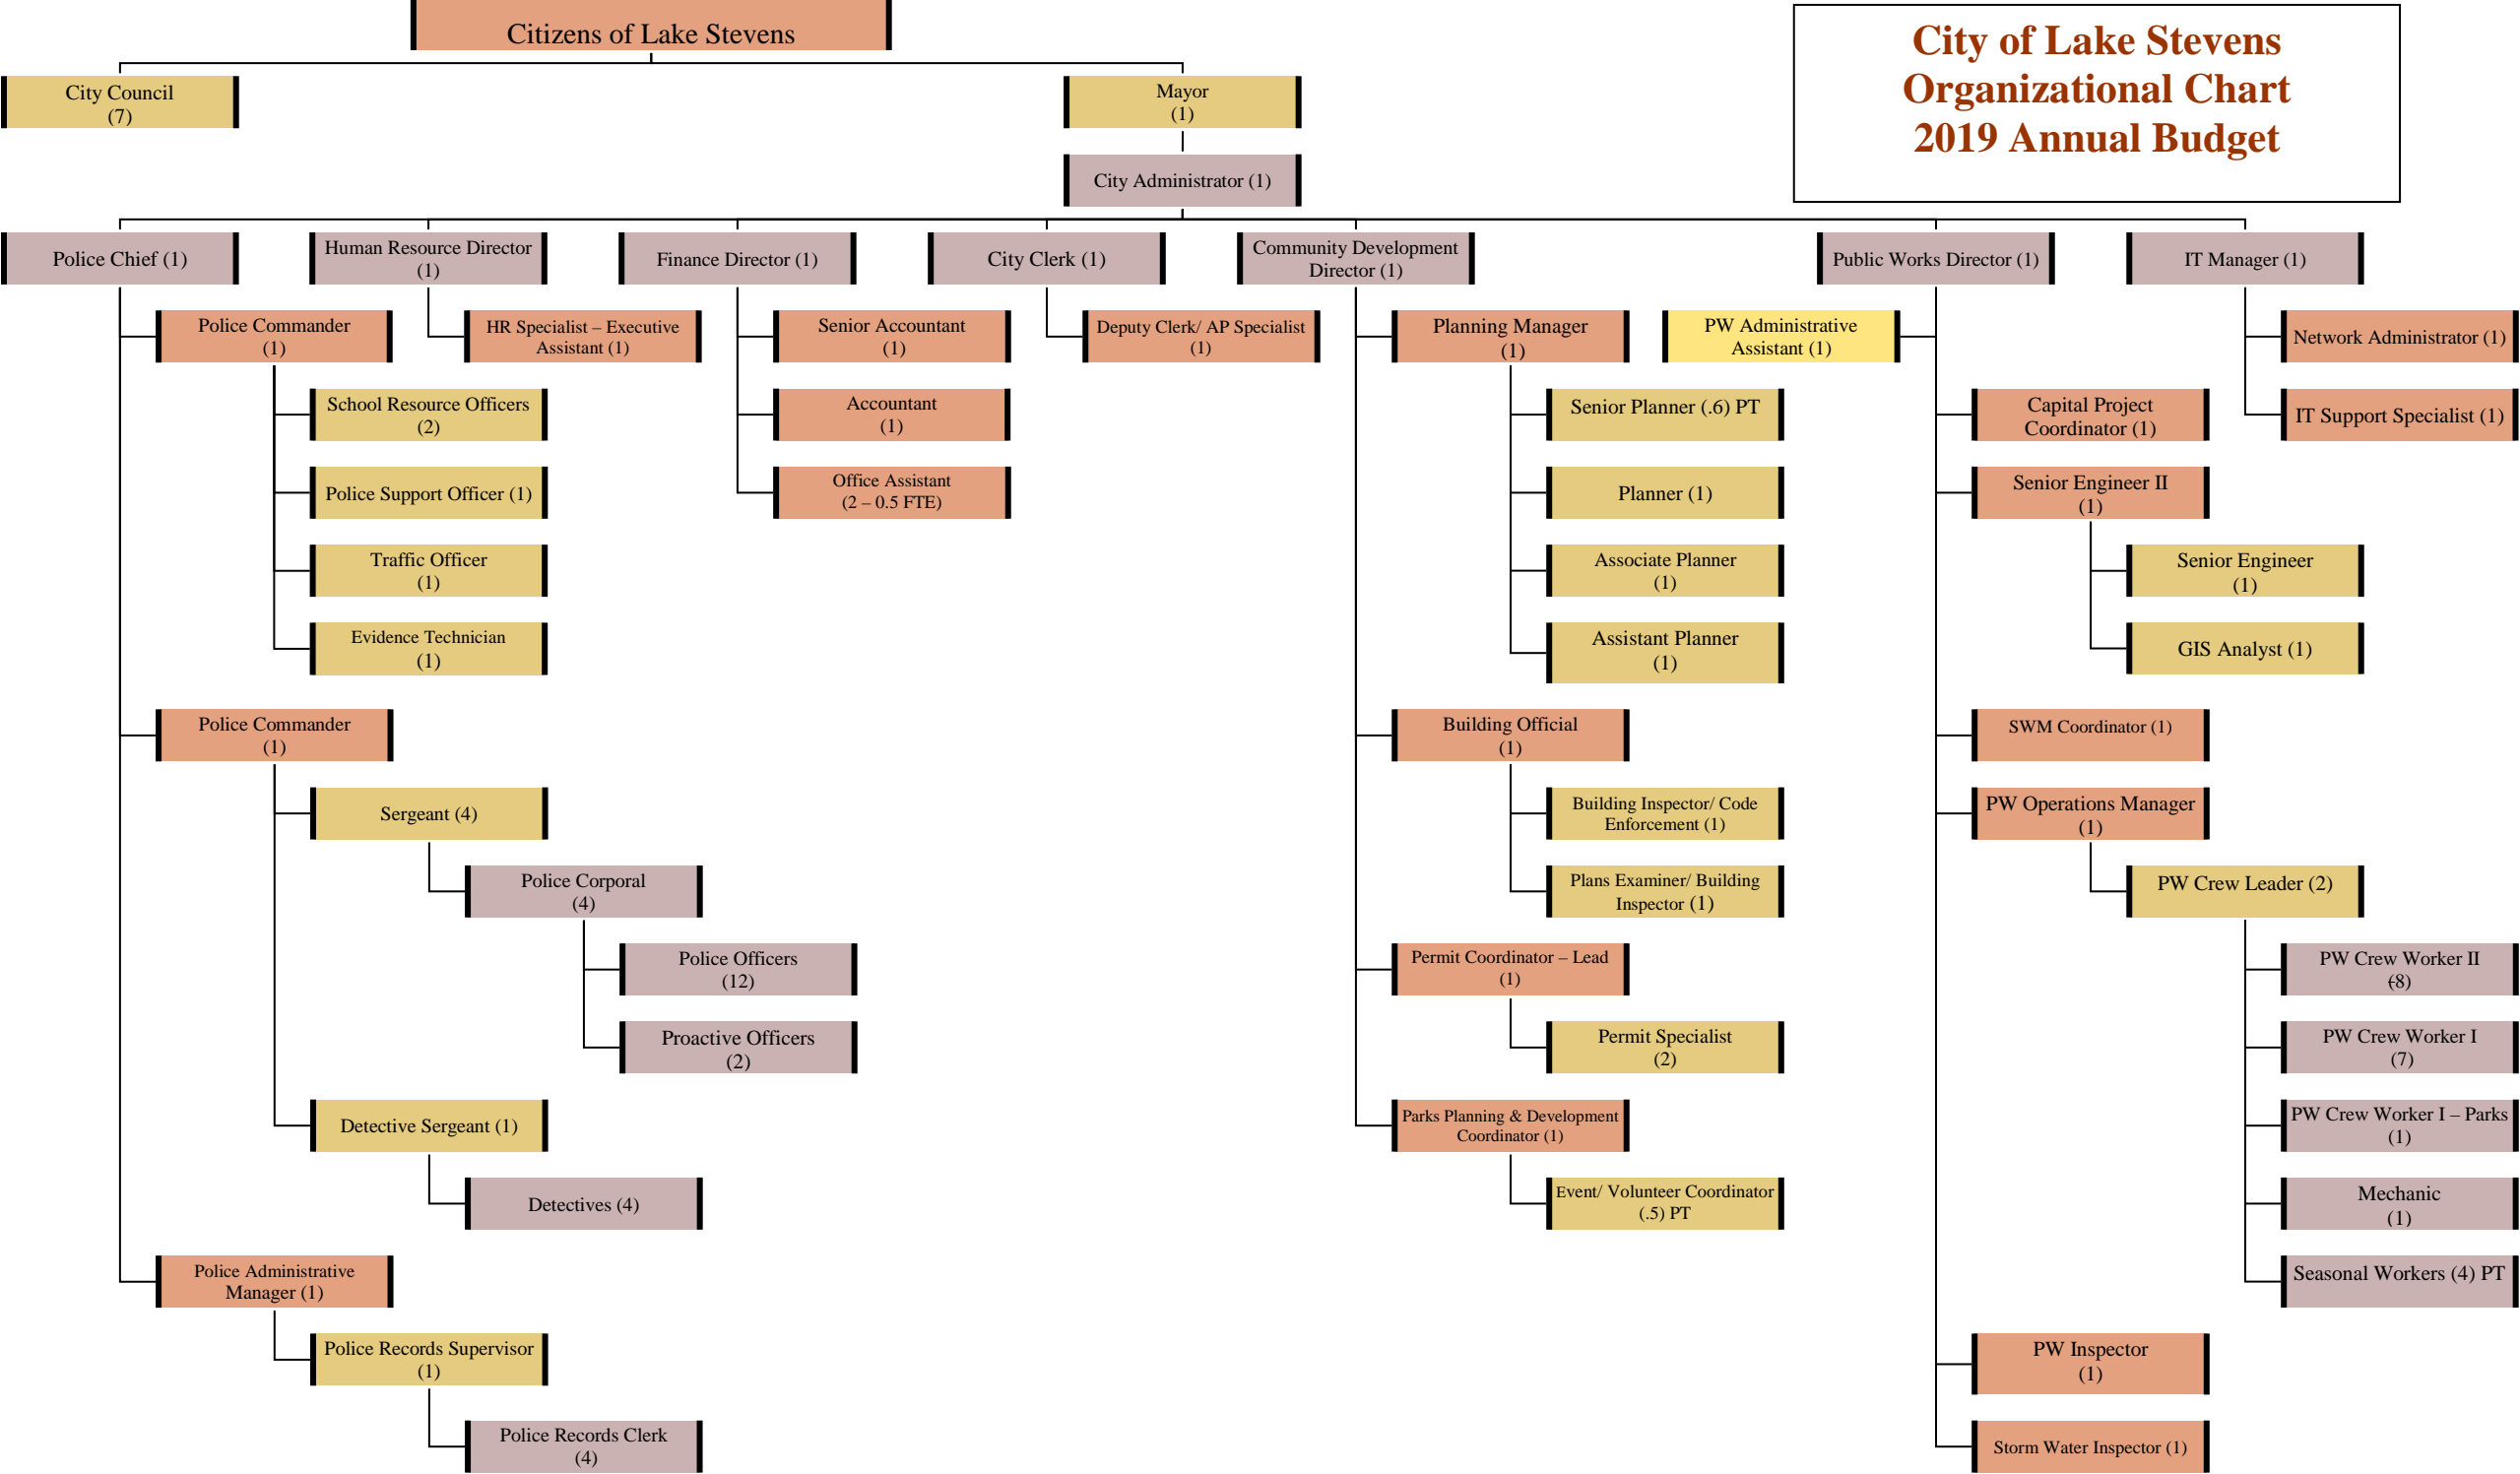 Citizens of Lake Stevens
City of Lake Stevens
Organizational Chart
2019 Annual Budget
City Council
(7)
Mayor
(1)
City Administrator (1)
Police Chief (1)
Human Resource Director
(1)
Finance Director (1)
City Clerk (1)
Community Development
Director (1)
Public Works Director (1)
IT Manager (1)
Police Commander
(1)
HR Specialist – Executive
Assistant (1)
Senior Accountant
(1)
Deputy Clerk/ AP Specialist
(1)
Planning Manager
(1)
PW Administrative
Assistant (1)
Network Administrator (1)
School Resource Officers
(2)
Accountant
(1)
Senior Planner (.6) PT
Capital Project
Coordinator (1)
IT Support Specialist (1)
Police Support Officer (1)
Office Assistant
(2 – 0.5 FTE)
Planner (1)
Senior Engineer II
(1)
Traffic Officer
(1)
Associate Planner
(1)
Senior Engineer
(1)
Evidence Technician
(1)
Assistant Planner
(1)
GIS Analyst (1)
Police Commander
(1)
Building Official
(1)
SWM Coordinator (1)
Sergeant (4)
Building Inspector/ Code
Enforcement (1)
PW Operations Manager
(1)
Police Corporal
(4)
Plans Examiner/ Building
Inspector (1)
PW Crew Leader (2)
Police Officers
(12)
Permit Coordinator – Lead
(1)
PW Crew Worker II
(8)
Proactive Officers
(2)
Permit Specialist
(2)
PW Crew Worker I
(7)
Detective Sergeant (1)
Parks Planning & Development
Coordinator (1)
PW Crew Worker I – Parks
(1)
Detectives (4)
Event/ Volunteer Coordinator
(.5) PT
Mechanic
(1)
Police Administrative
Manager (1)
Seasonal Workers (4) PT
Police Records Supervisor
(1)
PW Inspector
(1)
Police Records Clerk
(4)
Storm Water Inspector (1)